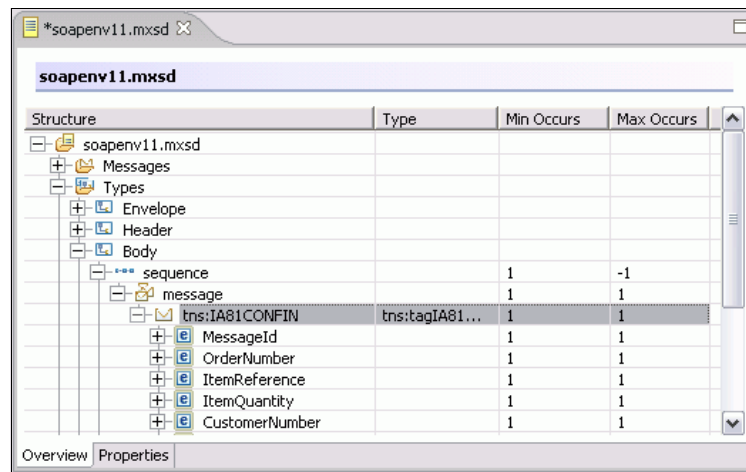 *soapenv11.mxsd
soapenv11.mxsd
Structure Type Min Occurs Max Occurs
soapenv11.mxsd
Messages
Types
Envelope
Header
Body
sequence 1 -1
message 1 1
tns:IA81CONFIN tns:tagIA81... 1 1
MessageId 1 1
OrderNumber 1 1
ItemReference 1 1
ItemQuantity 1 1
CustomerNumber 1 1
Overview Properties